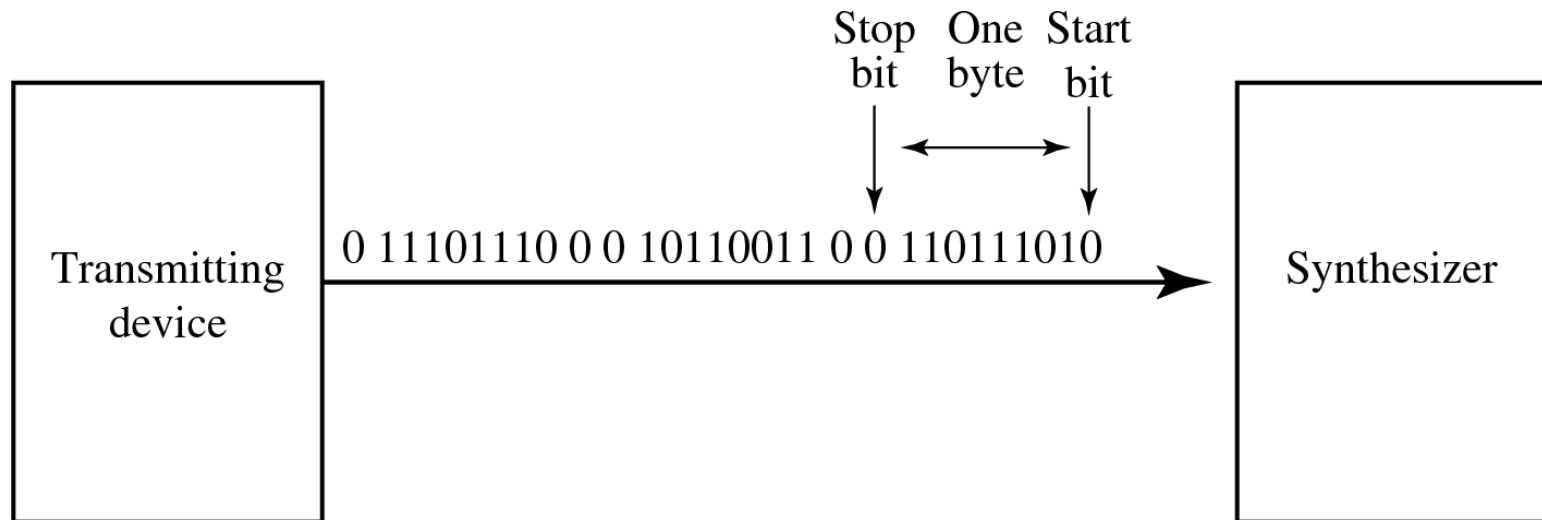 Stop One Start
bit byte bit
0 11101110 0 0 10110011 0 0 110111010
Transmitting
device
Synthesizer